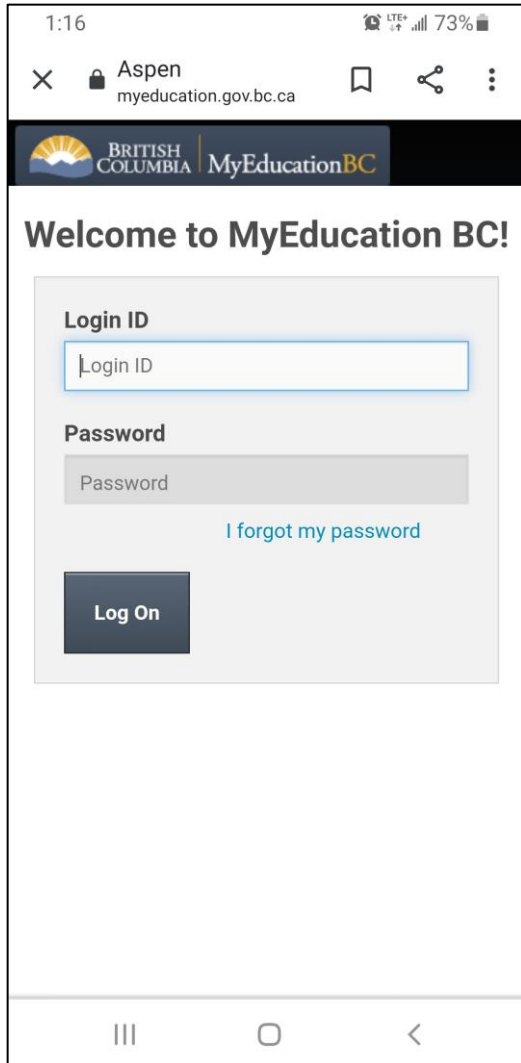 1:16 LTE+ 73%
Aspen
myeducation.gov.bc.ca
BRITISH COLUMBIA MyEducationBC
Welcome to MyEducation BC!
Login ID
Login ID
Password
Password
I forgot my password
Log On